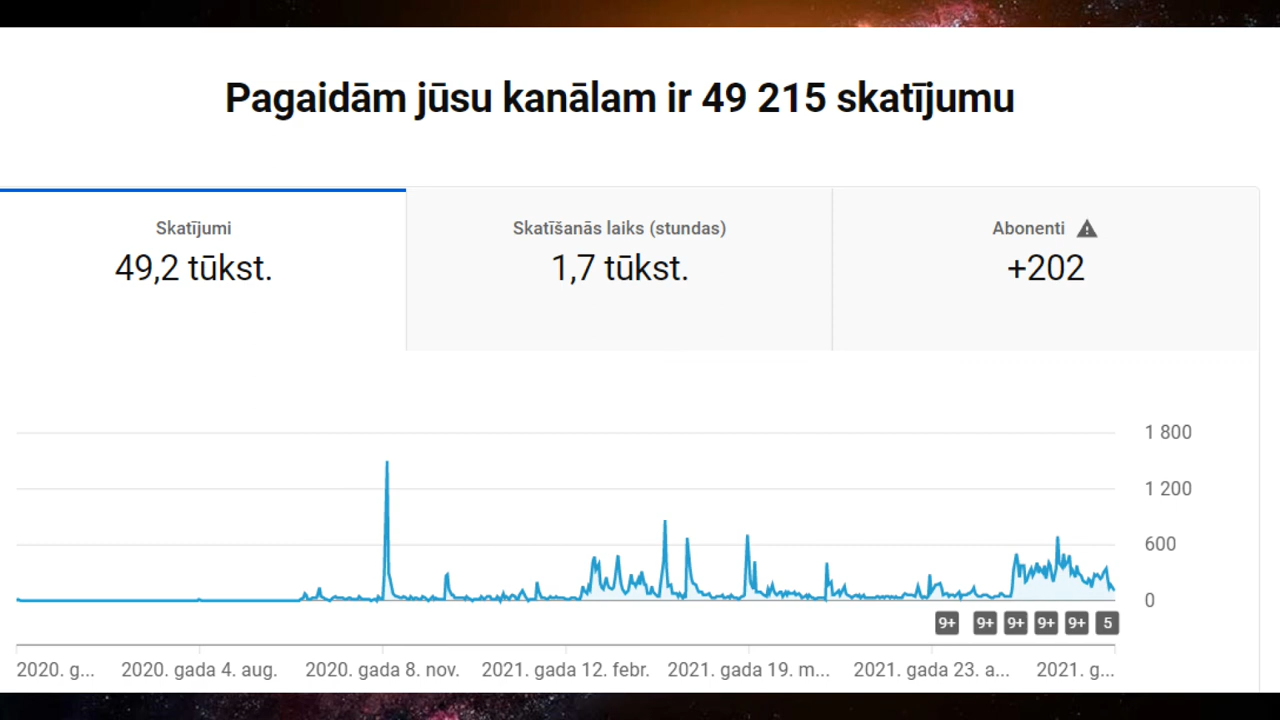 Pagaidām jūsu kanālam ir 49 215 skatījumu
Skatījumi
49,2 tūkst.
Skatīšanās laiks (stundas)
1,7 tūkst.
Abonenti
+202
1 800
1 200
600
0
9+ 9+ 9+ 9+ 9+ 5
2020. g... 2020. gada 4. aug. 2020. gada 8. nov. 2021. gada 12. febr. 2021. gada 19. m... 2021. gada 23. a... 2021. g...